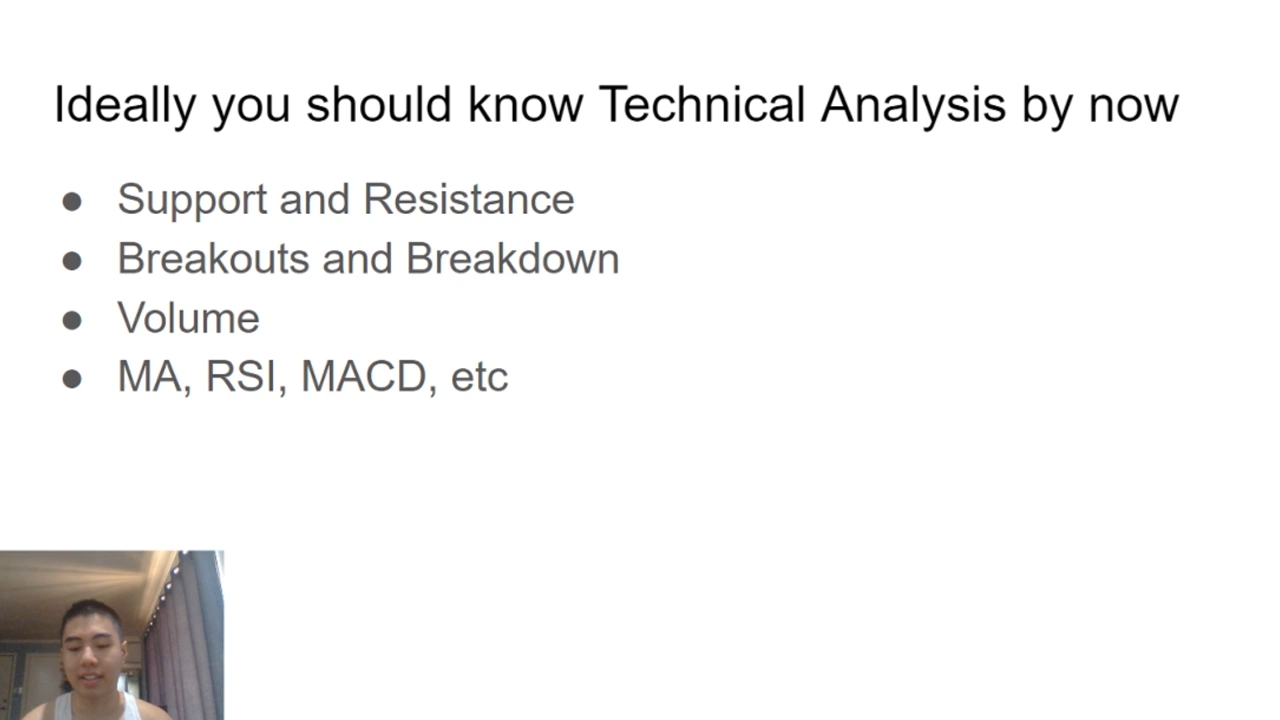 Ideally you should know Technical Analysis by now
● Support and Resistance
● Breakouts and Breakdown
● Volume
● MA, RSI, MACD, etc